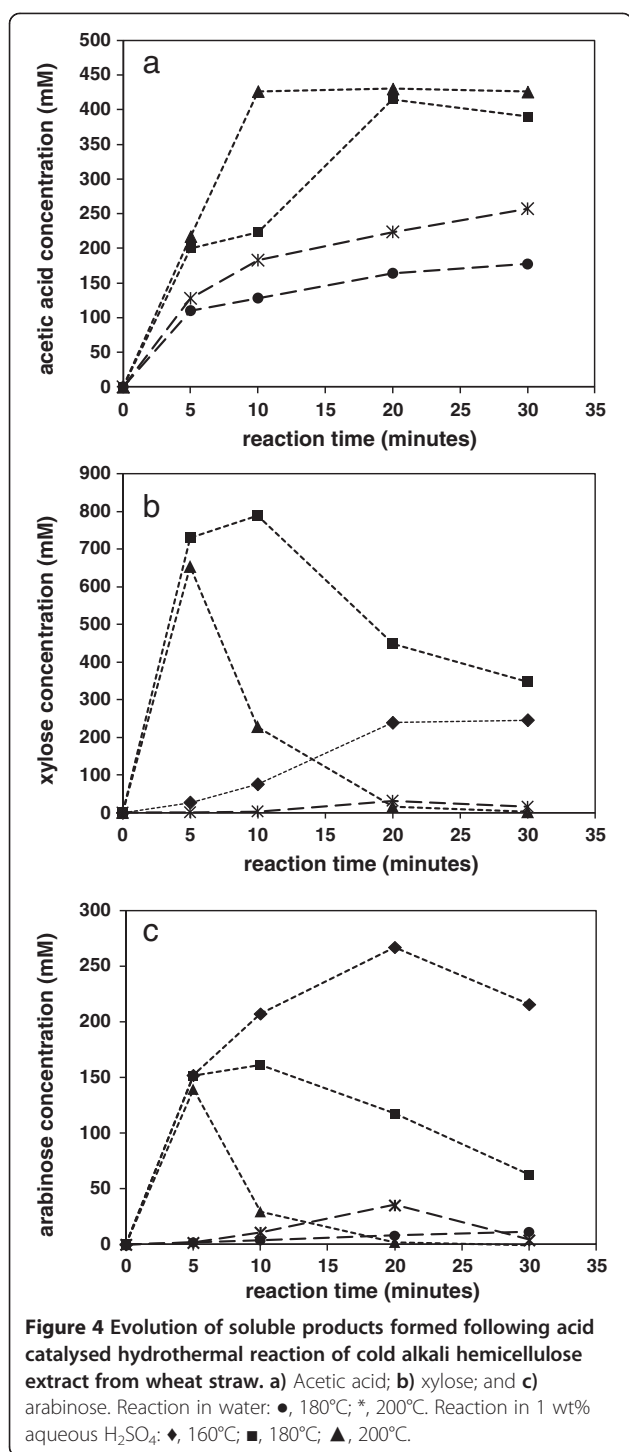 500
450
400
350
300
250
200
150
100
50
0
a
acetic acid concentration (mM)
0 5 10 15 20 25 30 35
reaction time (minutes)
900
800
700
600
500
400
300
200
100
0
b
xylose concentration (mM)
0 5 10 15 20 25 30 35
reaction time (minutes)
300
250
200
150
100
50
0
c
arabinose concentration (mM)
0 5 10 15 20 25 30 35
reaction time (minutes)
Figure 4 Evolution of soluble products formed following acid
catalysed hydrothermal reaction of cold alkali hemicellulose
extract from wheat straw. a) Acetic acid; b) xylose; and c)
arabinose. Reaction in water: ●, 180°C; *, 200°C. Reaction in 1 wt%
aqueous H₂SO₄: ♦, 160°C; ■, 180°C; ▲, 200°C.